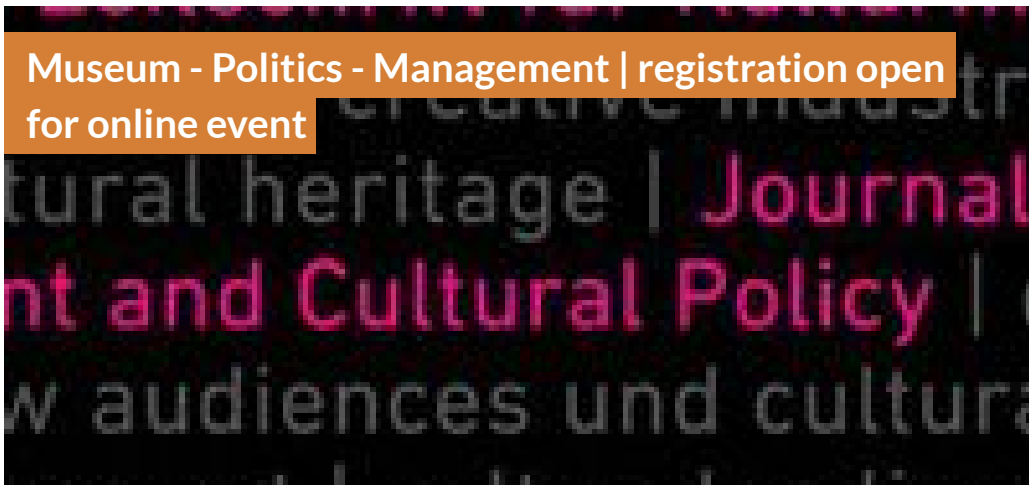 Museum - Politics - Management | registration open
for online event
tural heritage | Journal
nt and Cultural Policy |
w audiences und cultura